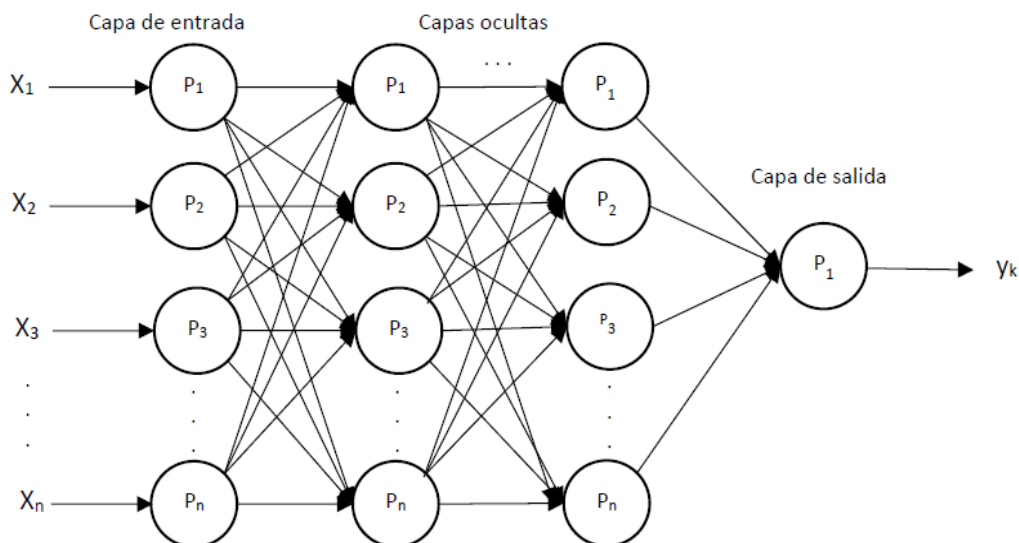 Capa de entrada Capas ocultas
. . .
X1 P1 P1 P1
X2 P2 P2 P2
Capa de salida
P1 yk
X3 P3 P3 P3
. . . .
. . . .
. . . .
Xn Pn Pn Pn